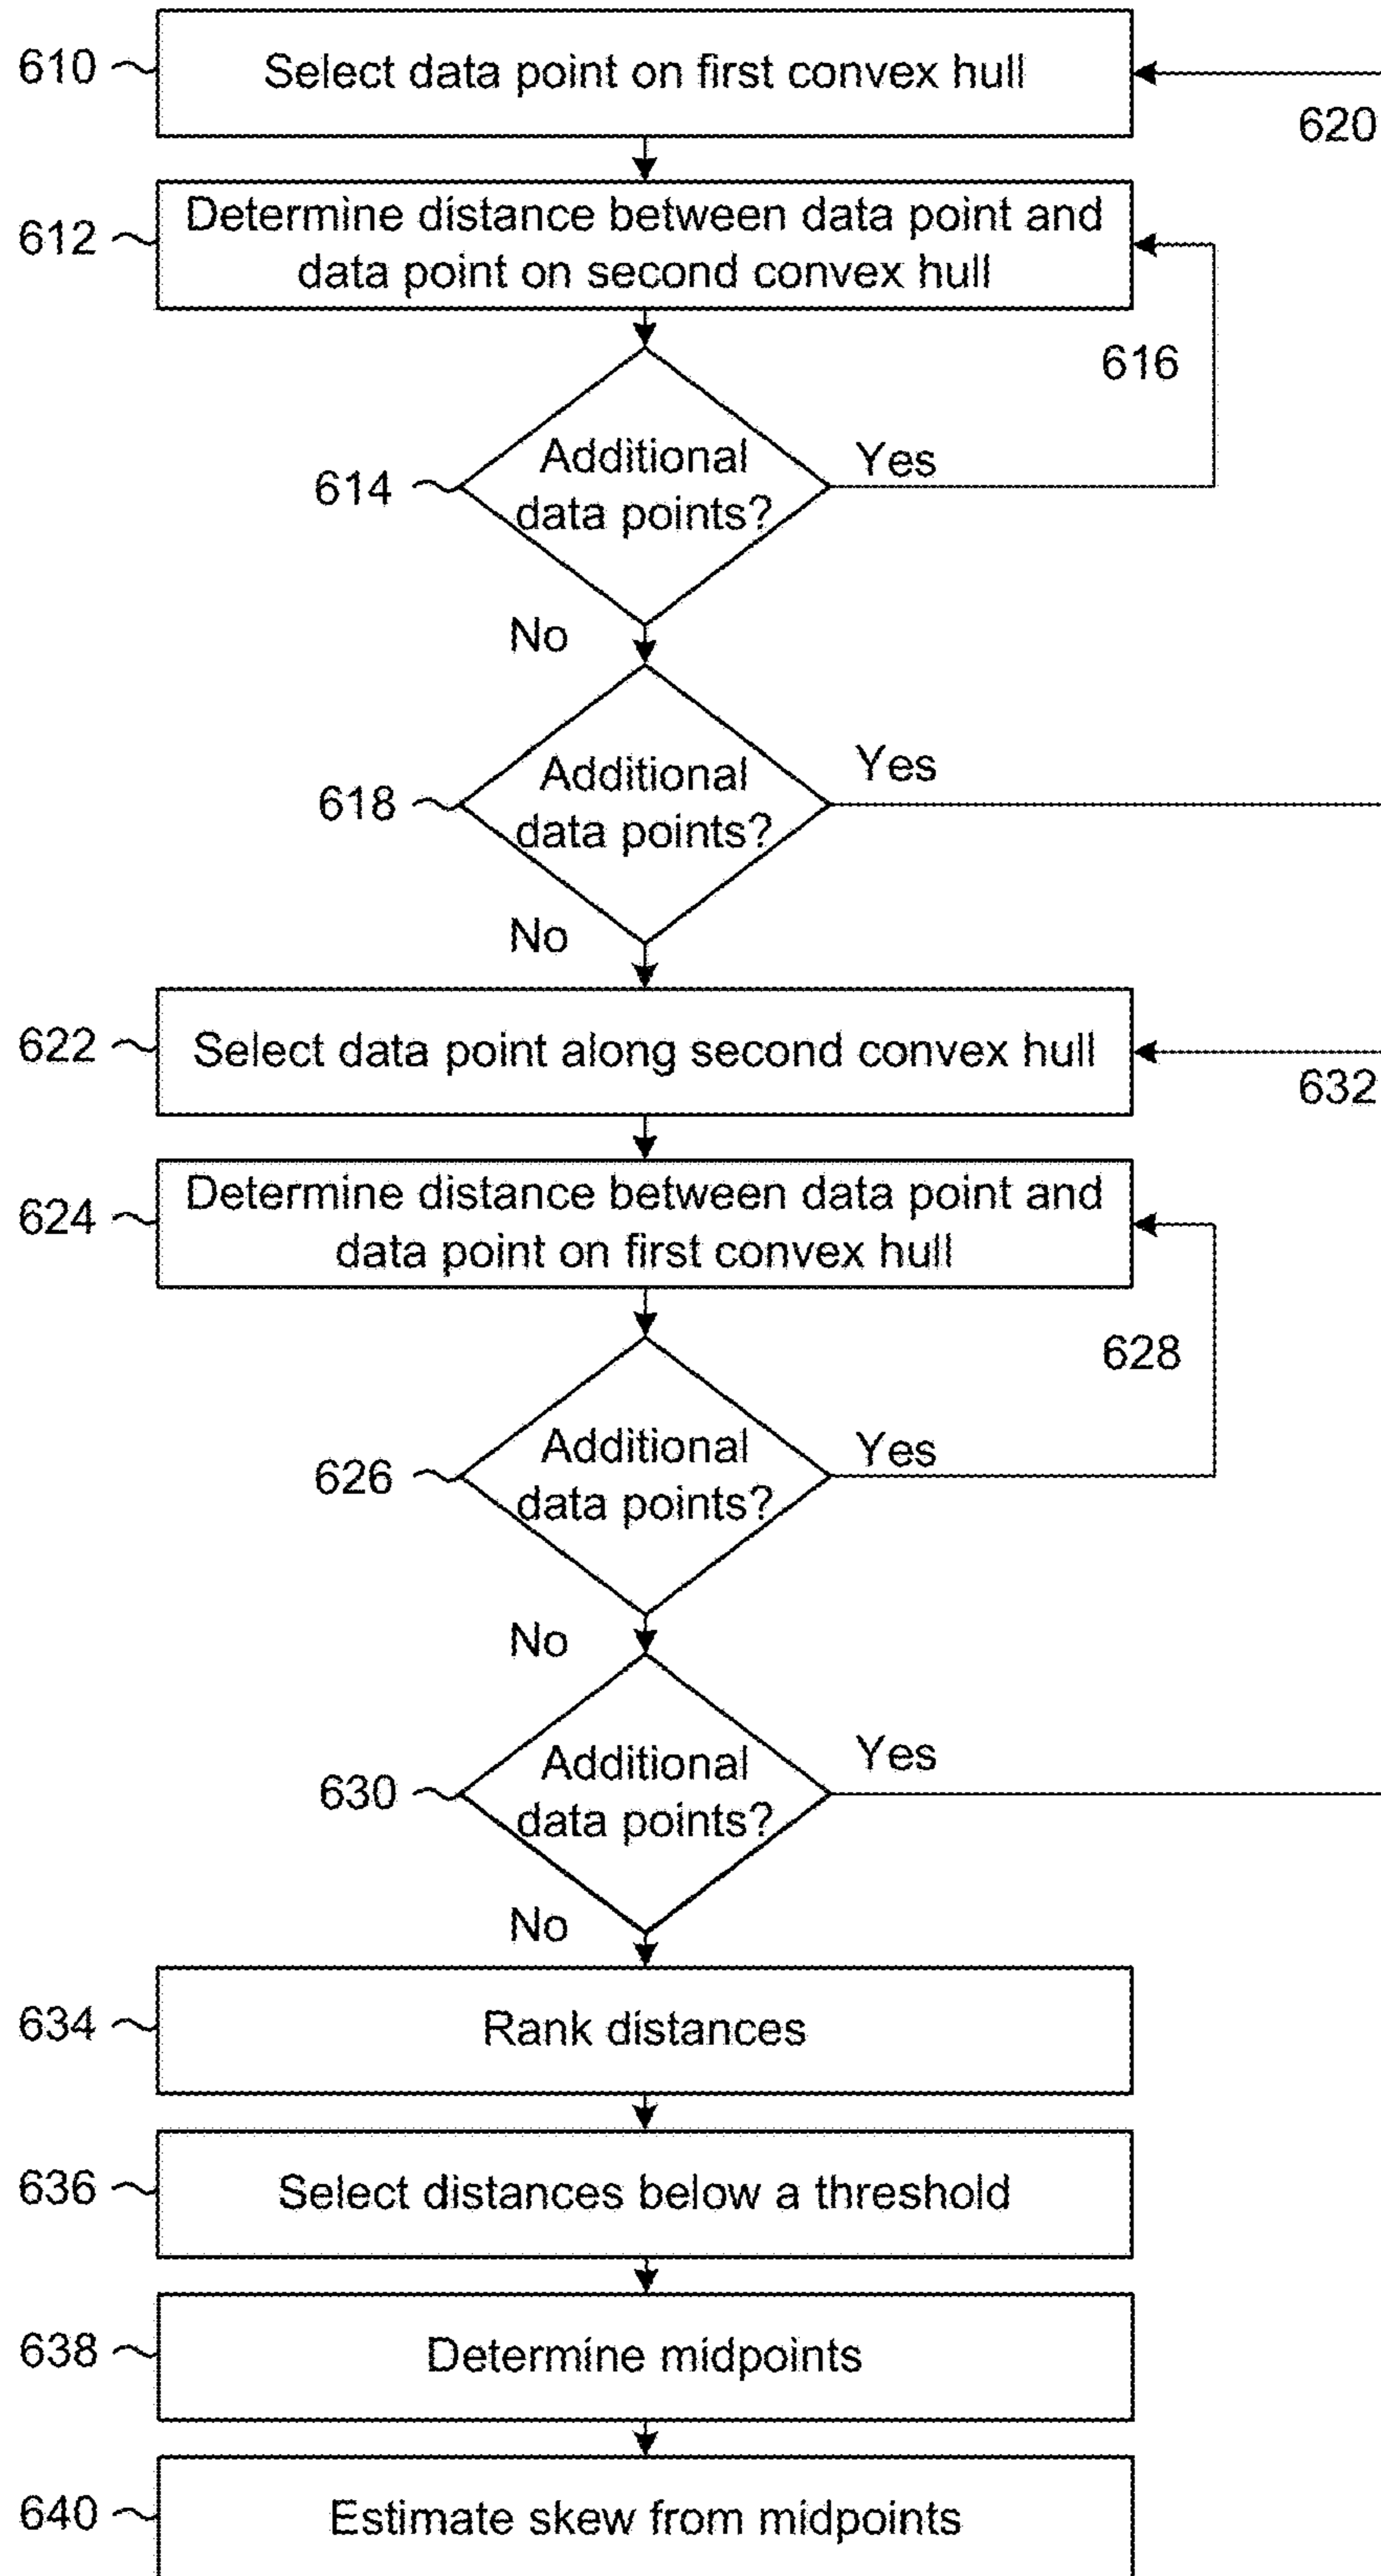 610
Select data point on first convex hull
620
612
Determine distance between data point and
data point on second convex hull
616
614
Additional
data points?
Yes
No
618
Additional
data points?
Yes
No
622
Select data point along second convex hull
632
624
Determine distance between data point and
data point on first convex hull
628
626
Additional
data points?
Yes
No
630
Additional
data points?
Yes
No
634
Rank distances
636
Select distances below a threshold
638
Determine midpoints
640
Estimate skew from midpoints